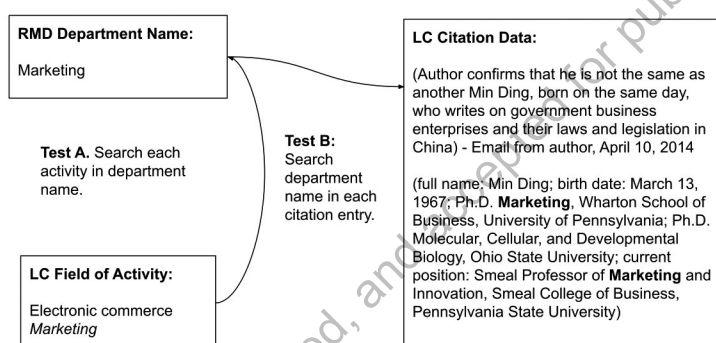 RMD Department Name:
Marketing
Test A. Search each
activity in department
name.
LC Field of Activity:
Electronic commerce
Marketing
Test B:
Search
department
name in each
citation entry.
LC Citation Data:
(Author confirms that he is not the same as
another Min Ding, born on the same day,
who writes on government business
enterprises and their laws and legislation in
China) - Email from author, April 10, 2014
(full name; Min Ding; birth date: March 13,
1967; Ph.D. Marketing, Wharton School of
Business, University of Pennsylvania; Ph.D.
Molecular, Cellular, and Developmental
Biology, Ohio State University; current
position: Smeal Professor of Marketing and
Innovation, Smeal College of Business,
Pennsylvania State University)
ed, and accepted for pu